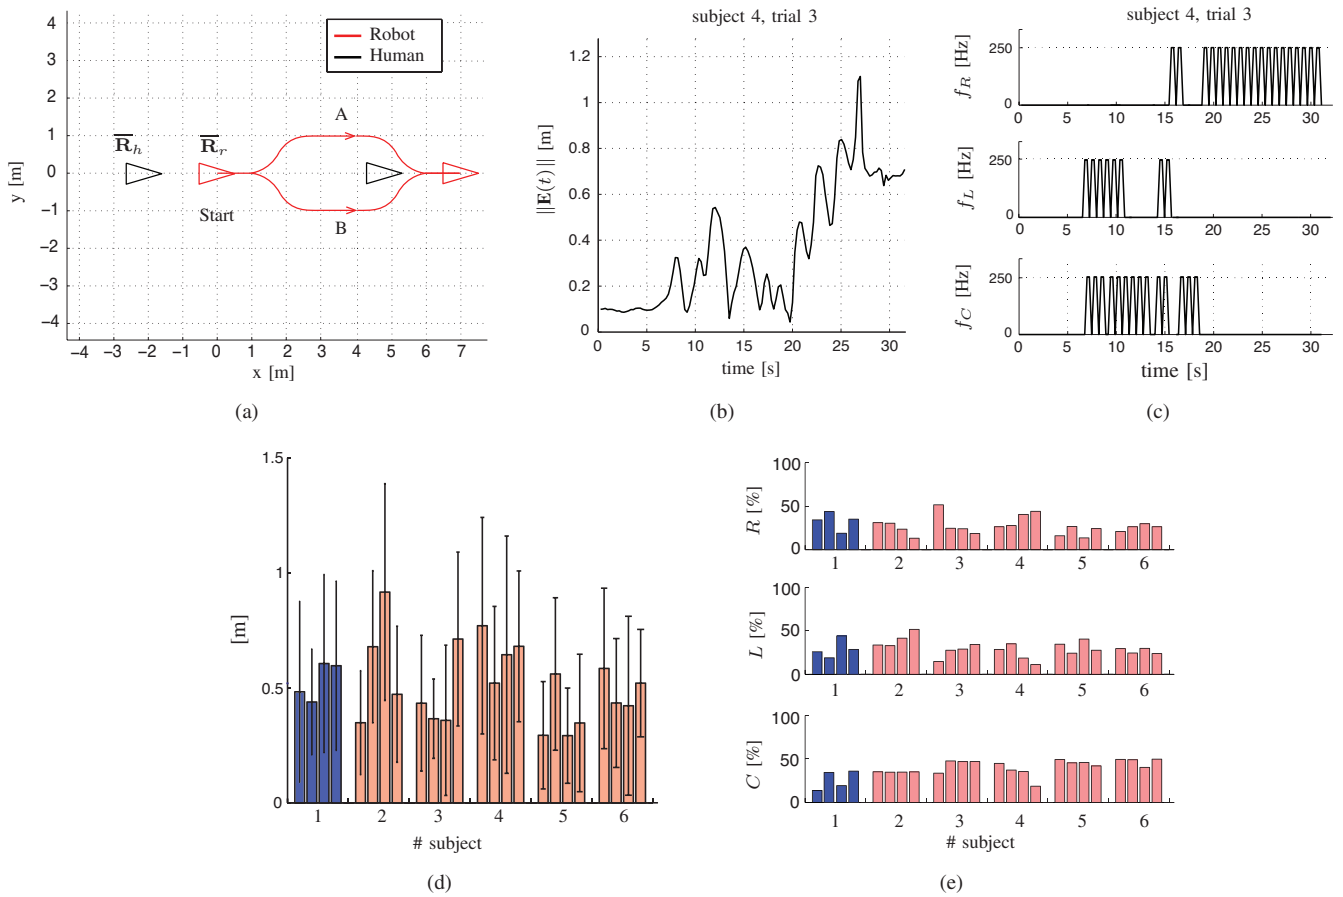 4
3
2
1
0
−1
−2
−3
−4
y [m]
Robot
Human
A
R̅_h
R̅_r
Start
B
−4 −3 −2 −1 0 1 2 3 4 5 6 7
x [m]
(a)
subject 4, trial 3
1.2
1
0.8
0.6
0.4
0.2
0
||E(t)|| [m]
0 5 10 15 20 25 30
time [s]
(b)
subject 4, trial 3
f_R [Hz]
250
0
0 5 10 15 20 25 30
f_L [Hz]
250
0
0 5 10 15 20 25 30
f_C [Hz]
250
0
0 5 10 15 20 25 30
time [s]
(c)
1.5
1
0.5
0
[m]
1 2 3 4 5 6
# subject
(d)
R [%]
100
50
0
1 2 3 4 5 6
L [%]
100
50
0
1 2 3 4 5 6
C [%]
100
50
0
1 2 3 4 5 6
# subject
(e)